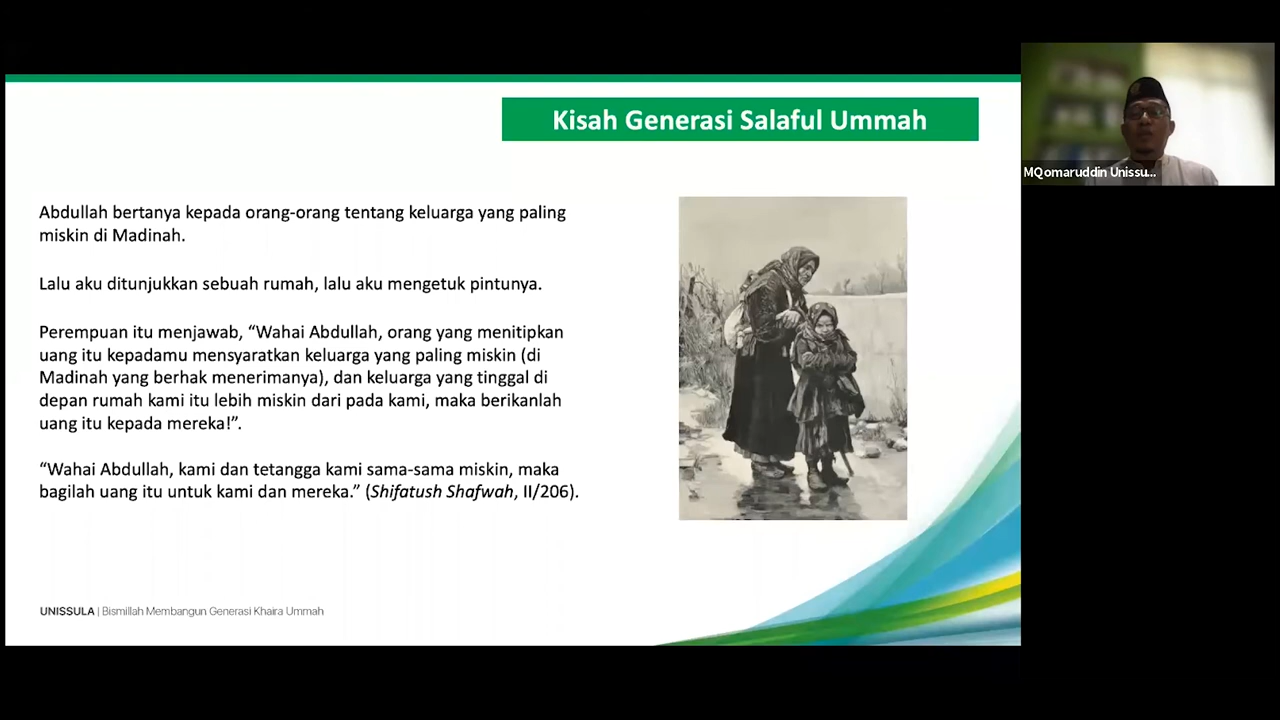 Kisah Generasi Salaful Ummah
MQomaruddin Unissu...
Abdullah bertanya kepada orang-orang tentang keluarga yang paling
miskin di Madinah.
Lalu aku ditunjukkan sebuah rumah, lalu aku mengetuk pintunya.
Perempuan itu menjawab, “Wahai Abdullah, orang yang menitipkan
uang itu kepadamu mensyaratkan keluarga yang paling miskin (di
Madinah yang berhak menerimanya), dan keluarga yang tinggal di
depan rumah kami itu lebih miskin dari pada kami, maka berikanlah
uang itu kepada mereka!”.
“Wahai Abdullah, kami dan tetangga kami sama-sama miskin, maka
bagilah uang itu untuk kami dan mereka.” (Shifatush Shafwah, II/206).
UNISSULA | Bismillah Membangun Generasi Khaira Ummah